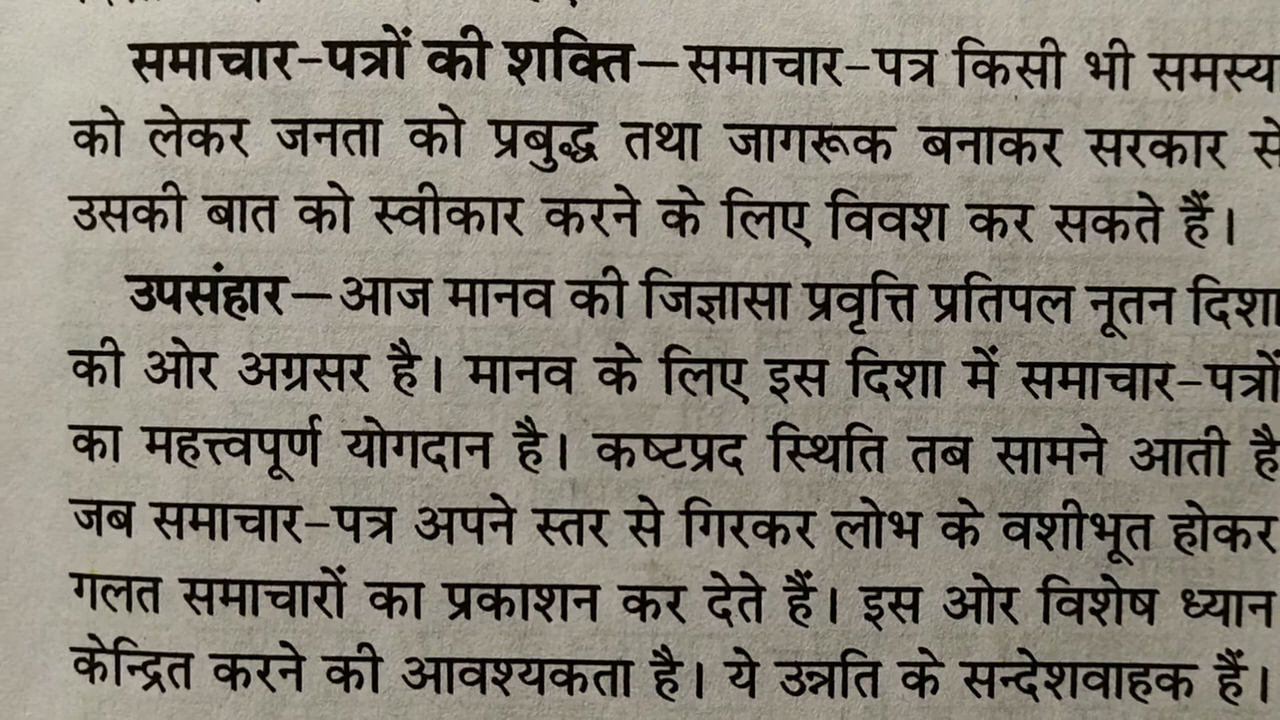 समाचार-पत्रों की शक्ति—समाचार-पत्र किसी भी समस्य
को लेकर जनता को प्रबुद्ध तथा जागरूक बनाकर सरकार से
उसकी बात को स्वीकार करने के लिए विवश कर सकते हैं।
उपसंहार—आज मानव की जिज्ञासा प्रवृत्ति प्रतिपल नूतन दिशा
की ओर अग्रसर है। मानव के लिए इस दिशा में समाचार-पत्रों
का महत्त्वपूर्ण योगदान है। कष्टप्रद स्थिति तब सामने आती है
जब समाचार-पत्र अपने स्तर से गिरकर लोभ के वशीभूत होकर
गलत समाचारों का प्रकाशन कर देते हैं। इस ओर विशेष ध्यान
केन्द्रित करने की आवश्यकता है। ये उन्नति के सन्देशवाहक हैं।